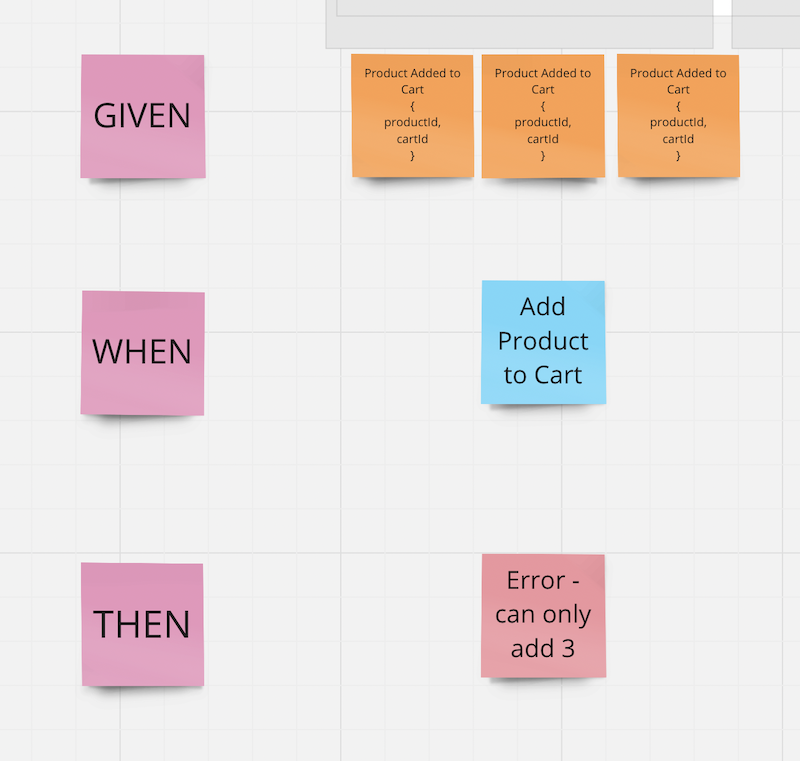 GIVEN
Product Added to
Cart
{
productId,
cartId
}
Product Added to
Cart
{
productId,
cartId
}
Product Added to
Cart
{
productId,
cartId
}
WHEN
Add
Product
to Cart
THEN
Error -
can only
add 3